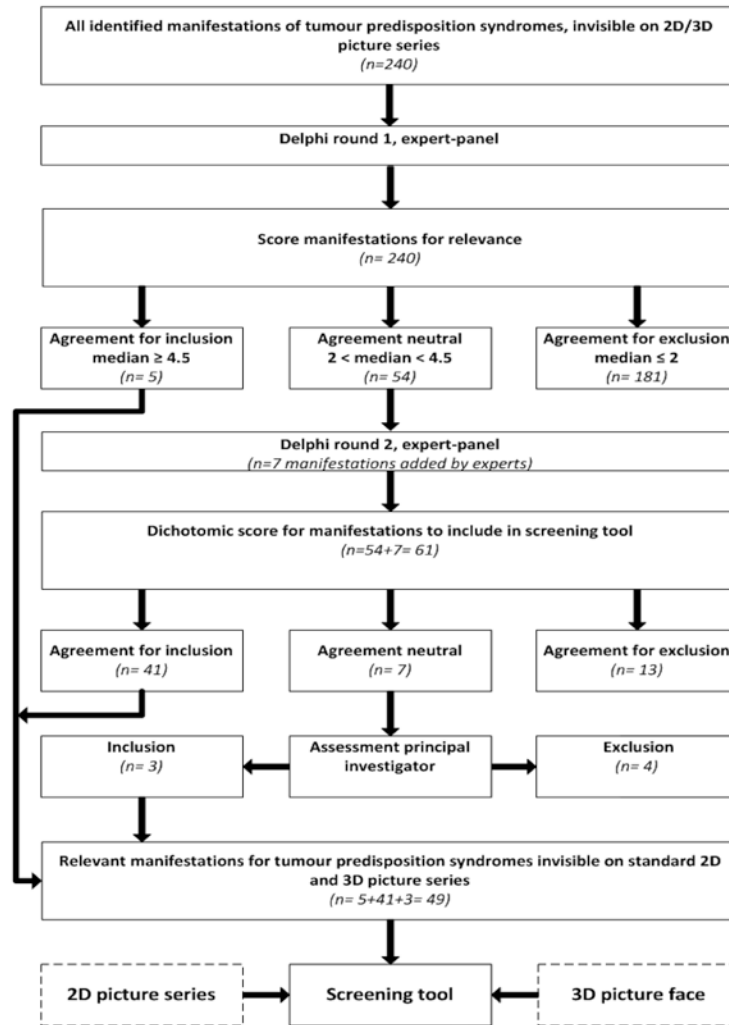 All identified manifestations of tumour predisposition syndromes, invisible on 2D/3D
picture series
(n=240)
Delphi round 1, expert-panel
Score manifestations for relevance
(n= 240)
Agreement for inclusion
median ≥ 4.5
(n= 5)
Agreement neutral
2 < median < 4.5
(n= 54)
Agreement for exclusion
median ≤ 2
(n= 181)
Delphi round 2, expert-panel
(n=7 manifestations added by experts)
Dichotomic score for manifestations to include in screening tool
(n=54+7= 61)
Agreement for inclusion
(n= 41)
Agreement neutral
(n= 7)
Agreement for exclusion
(n= 13)
Inclusion
(n= 3)
Assessment principal
investigator
Exclusion
(n= 4)
Relevant manifestations for tumour predisposition syndromes invisible on standard 2D
and 3D picture series
(n= 5+41+3= 49)
2D picture series
Screening tool
3D picture face